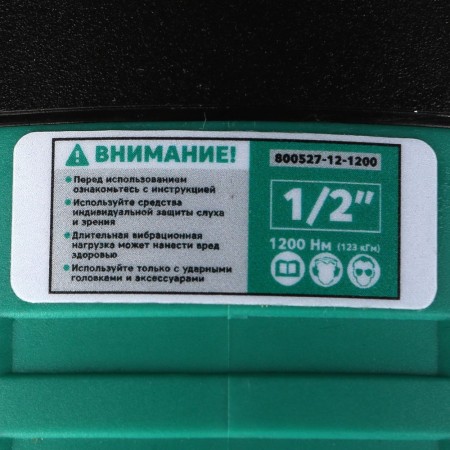 ВНИМАНИЕ!
Перед использованием
ознакомьтесь с инструкцией
Используйте средства
индивидуальной защиты слуха
и зрения
Длительная вибрационная
нагрузка может нанести вред
здоровью
Используйте только с ударными
головками и аксессуарами
800527-12-1200
1/2”
1200 Нм (123 кГм)